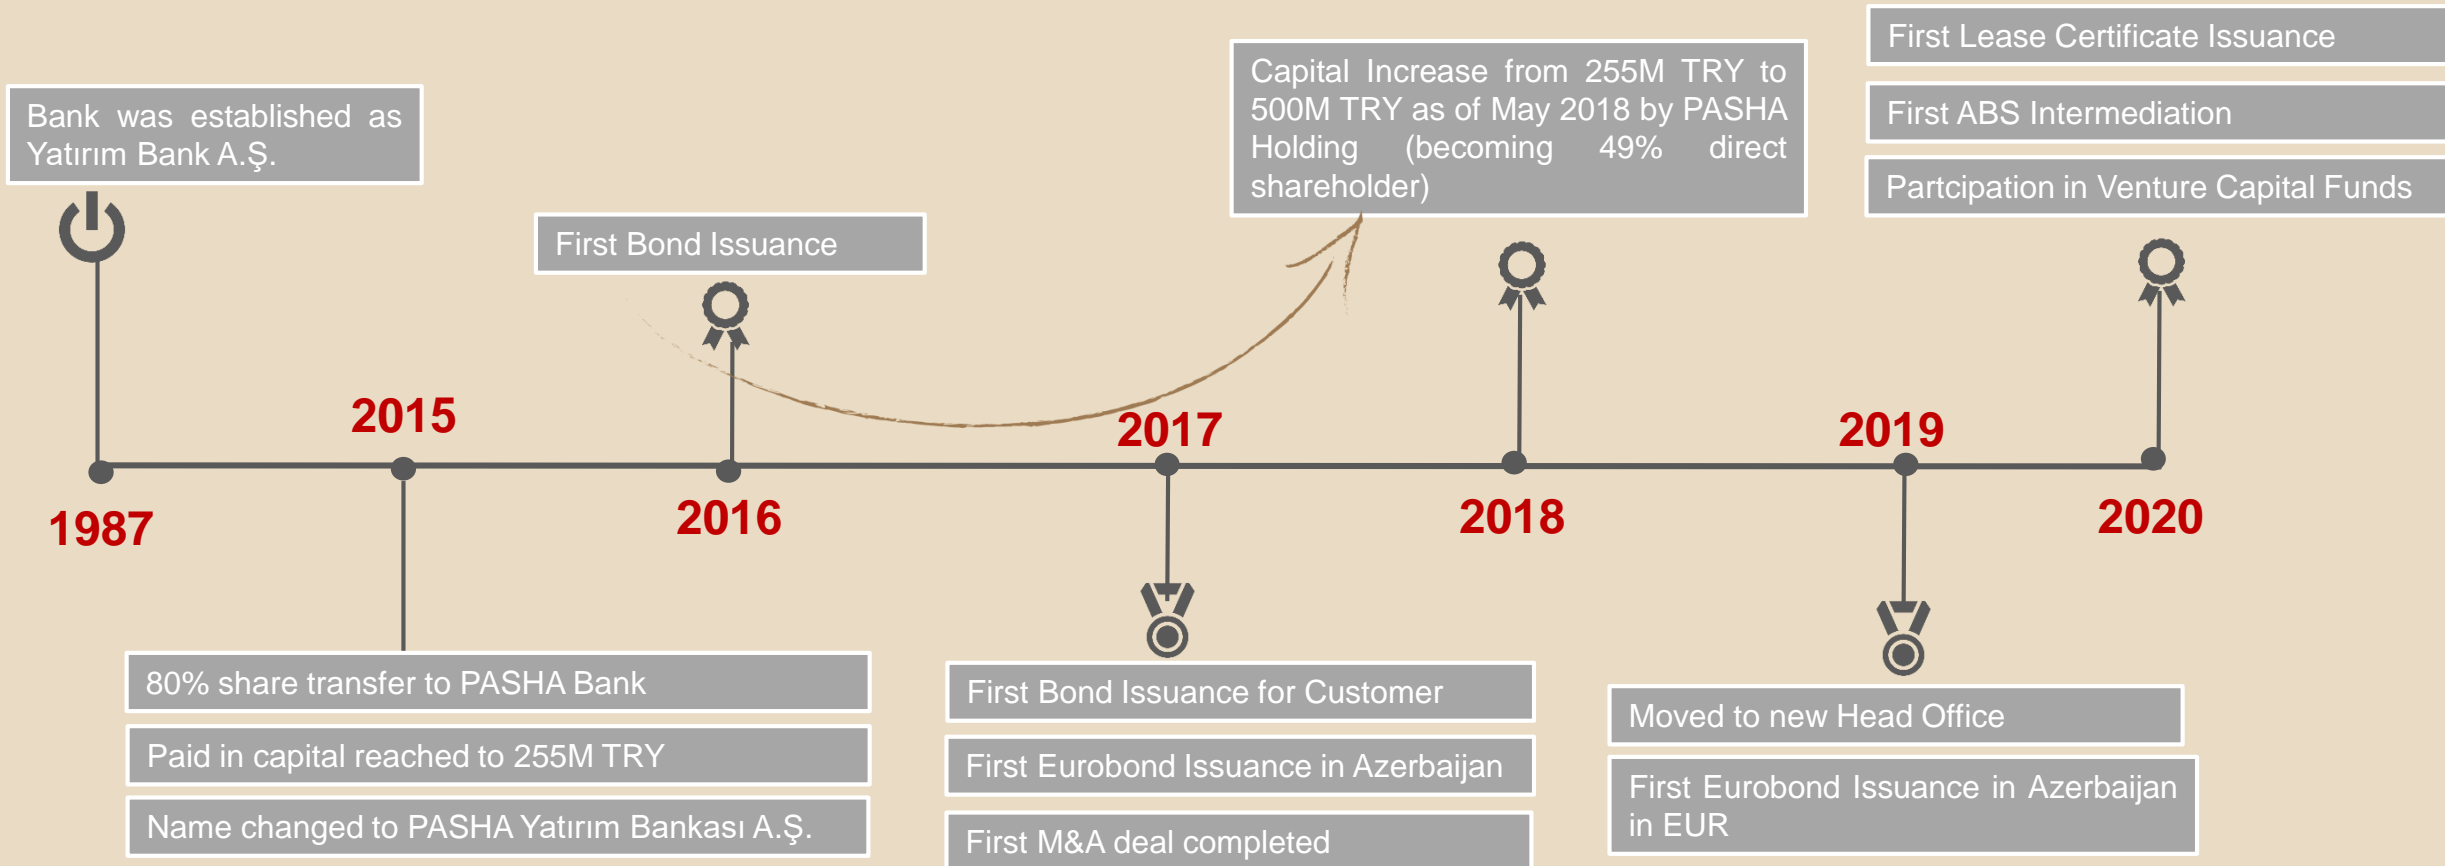 Bank was established as
Yatırım Bank A.Ş.
1987
2015
80% share transfer to PASHA Bank
Paid in capital reached to 255M TRY
Name changed to PASHA Yatırım Bankası A.Ş.
First Bond Issuance
2016
2017
First Bond Issuance for Customer
First Eurobond Issuance in Azerbaijan
First M&A deal completed
Capital Increase from 255M TRY to
500M TRY as of May 2018 by PASHA
Holding (becoming 49% direct
shareholder)
2018
2019
Moved to new Head Office
First Eurobond Issuance in Azerbaijan
in EUR
First Lease Certificate Issuance
First ABS Intermediation
Partcipation in Venture Capital Funds
2020